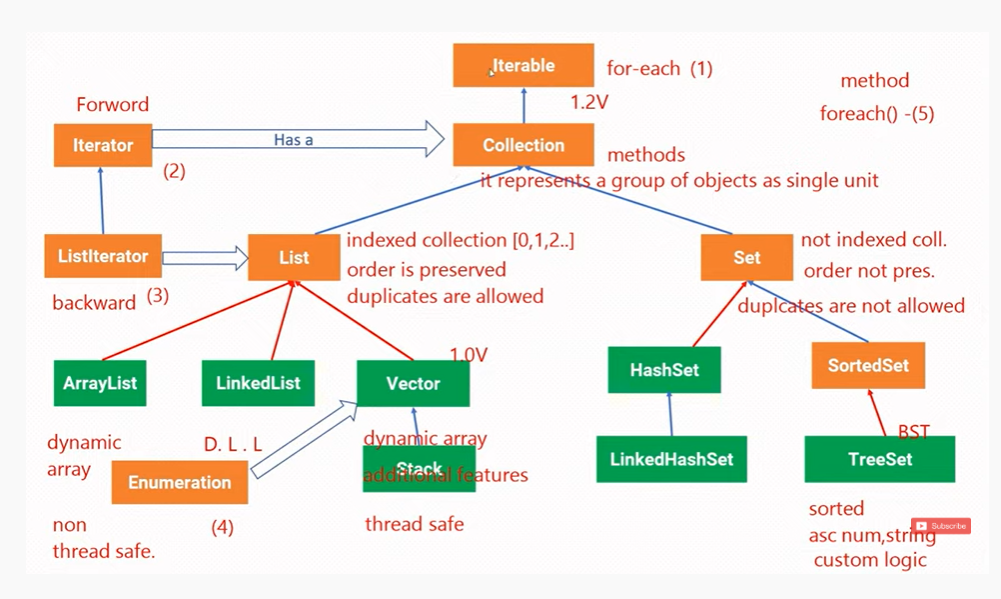 Iterable
for-each (1)
method
foreach() -(5)
1.2V
Forword
Iterator
Has a
Collection
(2)
methods
it represents a group of objects as single unit
ListIterator
List
indexed collection [0,1,2..]
order is preserved
duplicates are allowed
Set
not indexed coll.
order not pres.
backward (3)
duplcates are not allowed
1.0V
ArrayList
LinkedList
Vector
HashSet
SortedSet
dynamic
array
D. L . L
dynamic array
additional features
Stack
BST
LinkedHashSet
TreeSet
Enumeration
(4)
non
thread safe.
thread safe
sorted
asc num,string
custom logic
Subscribe